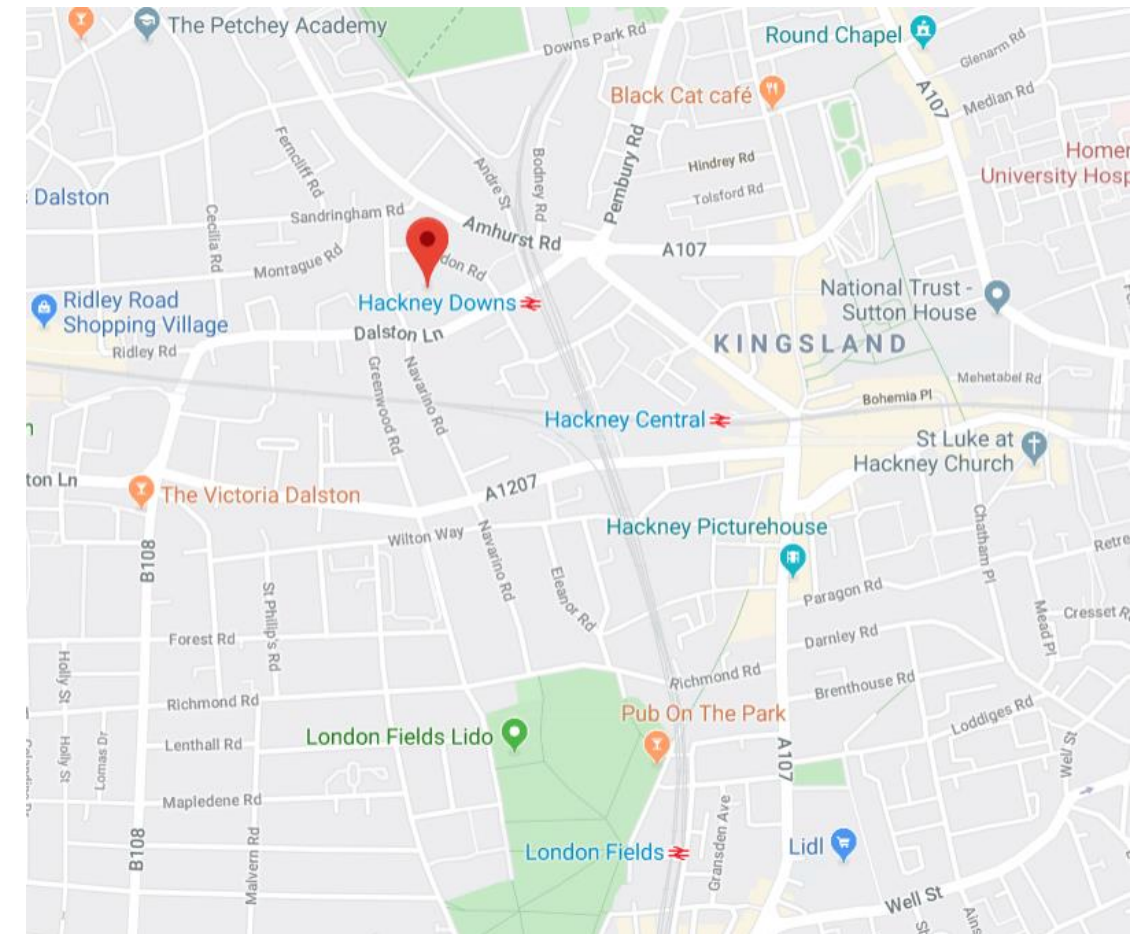 The Petchey Academy
Downs Park Rd
Round Chapel
Glenarm Rd
Black Cat café
A107
Median Rd
Ferncliff Rd
Andre St
Bodney Rd
Pembury Rd
Hindrey Rd
Homer
University Hosp
Dalston
Tolsford Rd
Cecilia Rd
Sandringham Rd
Amhurst Rd
A107
Montague Rd
don Rd
Ridley Road
Shopping Village
Hackney Downs
National Trust -
Sutton House
Dalston Ln
KINGSLAND
Ridley Rd
Greenwood Rd
Navarino Rd
Mehetabel Rd
Bohemia Pl
Hackney Central
St Luke at
Hackney Church
ton Ln
The Victoria Dalston
A1207
Hackney Picturehouse
Chatham Pl
Wilton Way
Navarino Rd
Retre
B108
Eleanor Rd
Paragon Rd
St Philip's Rd
Mead Pl
Cresset R
Forest Rd
Darnley Rd
Holly St
Richmond Rd
Brenthouse Rd
Richmond Rd
Loddiges Rd
Pub On The Park
London Fields Lido
Lenthall Rd
Holly St
Lomas Dr
A107
Well St
Mapledene Rd
B108
Malvern Rd
London Fields
Gransden Ave
Lidl
Well St
Ains